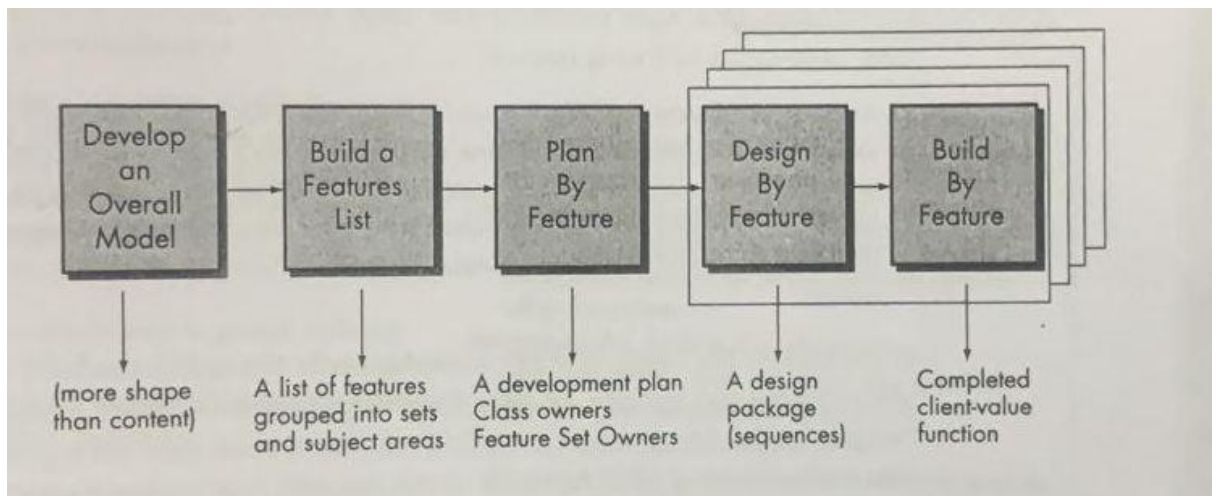 Develop
an
Overall
Model
Build a
Features
List
Plan
By
Feature
Design
By
Feature
Build
By
Feature
(more shape
than content)
A list of features
grouped into sets
and subject areas
A development plan
Class owners
Feature Set Owners
A design
package
(sequences)
Completed
client-value
function